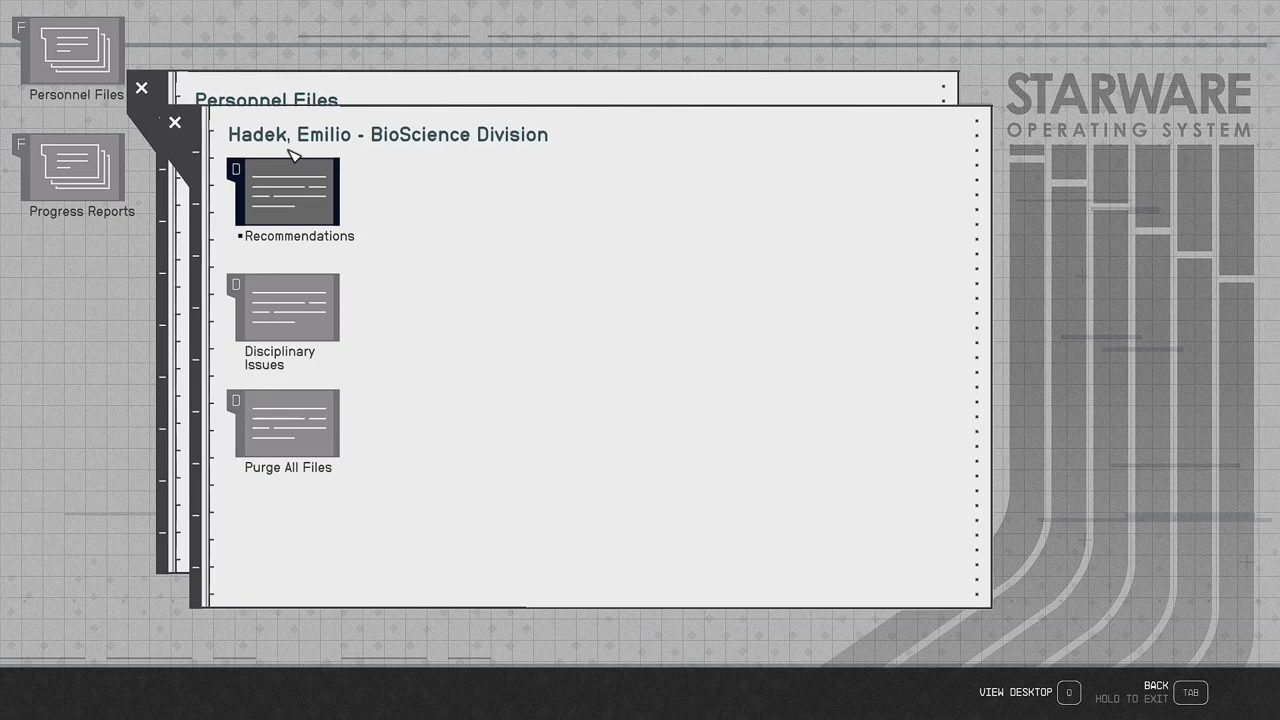 F
Personnel Files
F
Progress Reports
Personnel Files
Hadek, Emilio - BioScience Division
Recommendations
Disciplinary
Issues
Purge All Files
STARWARE
OPERATING SYSTEM
VIEW DESKTOP Q
BACK
HOLD TO EXIT TAB